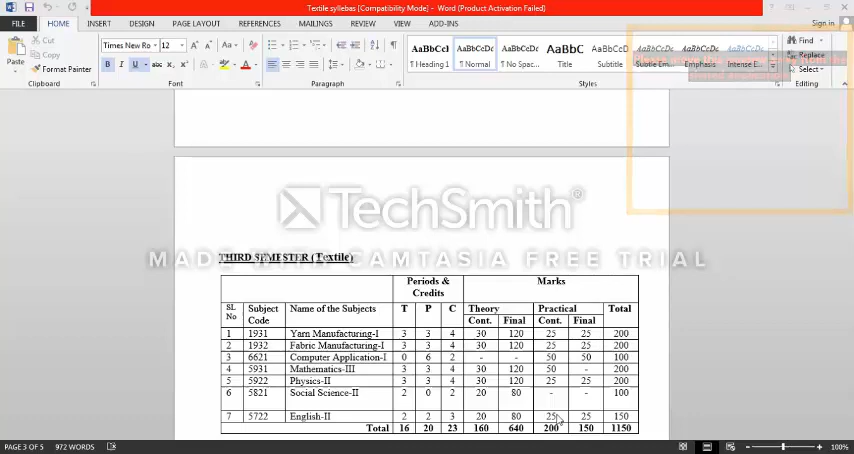 Textile syllebas [Compatibility Mode] - Word (Product Activation Failed)
Sign in
FILE HOME INSERT DESIGN PAGE LAYOUT REFERENCES MAILINGS REVIEW VIEW ADD-INS
Cut
Copy
Format Painter
Paste
Clipboard
Times New Ro 12
Font
Paragraph
AaBbCcI AaBbCcDc AaBbCcDc AaBbC AaBbCcD AaBbCcDc AaBbCcDc AaBbCcDc
¶ Heading 1 ¶ Normal ¶ No Spac... Title Subtitle Subtle Em... Emphasis Intense E...
Styles
Find
Replace
Select
Editing
TechSmith®
MADE WITH CAMTASIA FREE TRIAL
THIRD SEMESTER (Textile)
Periods & Credits Marks
SL No Subject Code Name of the Subjects T P C Theory Practical Total
Cont. Final Cont. Final
1 1931 Yarn Manufacturing-I 3 3 4 30 120 25 25 200
2 1932 Fabric Manufacturing-I 3 3 4 30 120 25 25 200
3 6621 Computer Application-I 0 6 2 - - 50 50 100
4 5931 Mathematics-III 3 3 4 30 120 50 - 200
5 5922 Physics-II 3 3 4 30 120 25 25 200
6 5821 Social Science-II 2 0 2 20 80 - - 100
7 5722 English-II 2 2 3 20 80 25 25 150
Total 16 20 23 160 640 200 150 1150
PAGE 3 OF 5 972 WORDS
100%